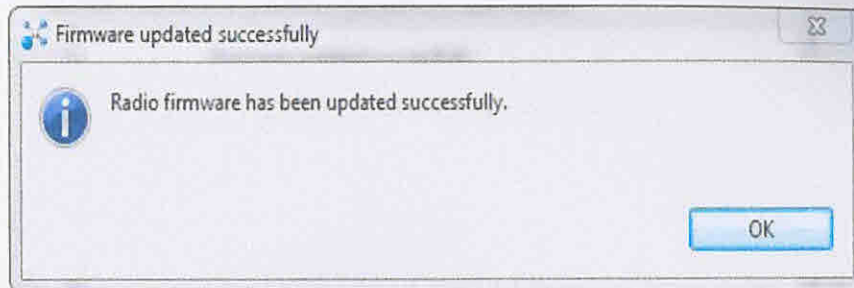 Firmware updated successfully
Radio firmware has been updated successfully.
OK